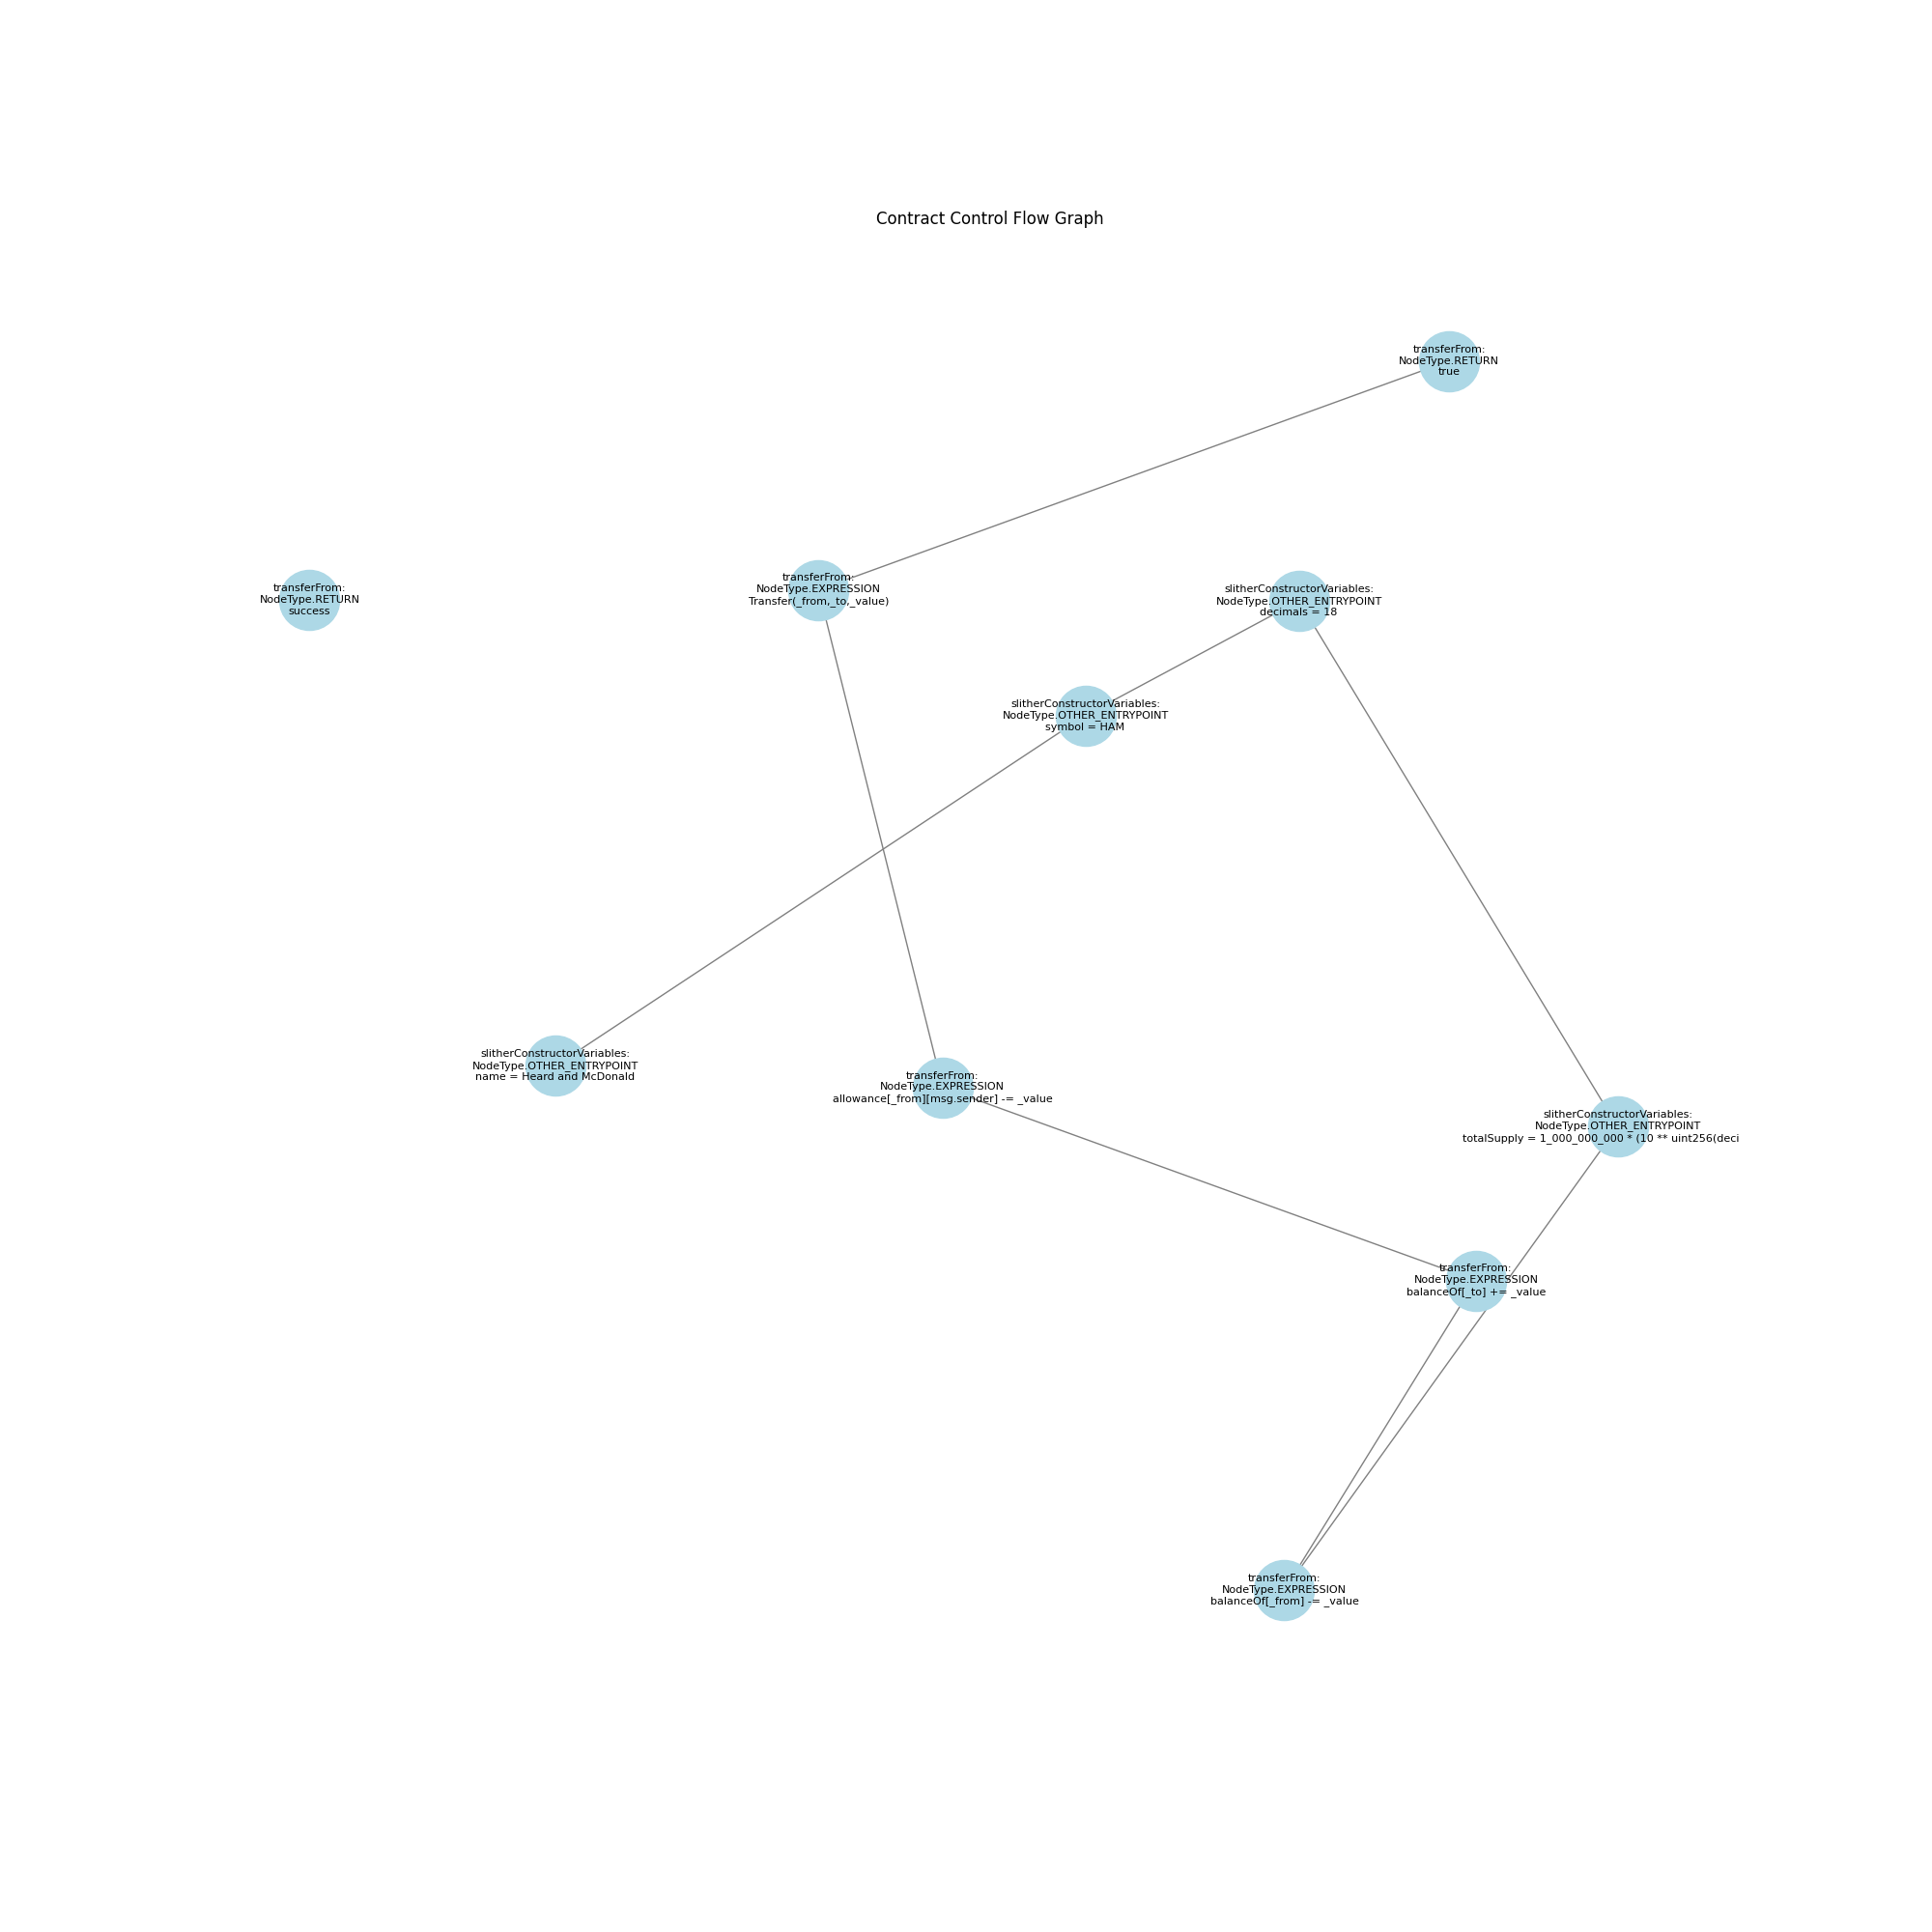 Contract Control Flow Graph
transferFrom:
NodeType.RETURN
true
transferFrom:
NodeType.EXPRESSION
Transfer(_from,_to,_value)
slitherConstructorVariables:
NodeType.OTHER_ENTRYPOINT
decimals = 18
transferFrom:
NodeType.RETURN
success
slitherConstructorVariables:
NodeType.OTHER_ENTRYPOINT
symbol = HAM
slitherConstructorVariables:
NodeType.OTHER_ENTRYPOINT
name = Heard and McDonald
transferFrom:
NodeType.EXPRESSION
allowance[_from][msg.sender] -= _value
slitherConstructorVariables:
NodeType.OTHER_ENTRYPOINT
totalSupply = 1_000_000_000 * (10 ** uint256(deci
transferFrom:
NodeType.EXPRESSION
balanceOf[_to] += _value
transferFrom:
NodeType.EXPRESSION
balanceOf[_from] -= _value